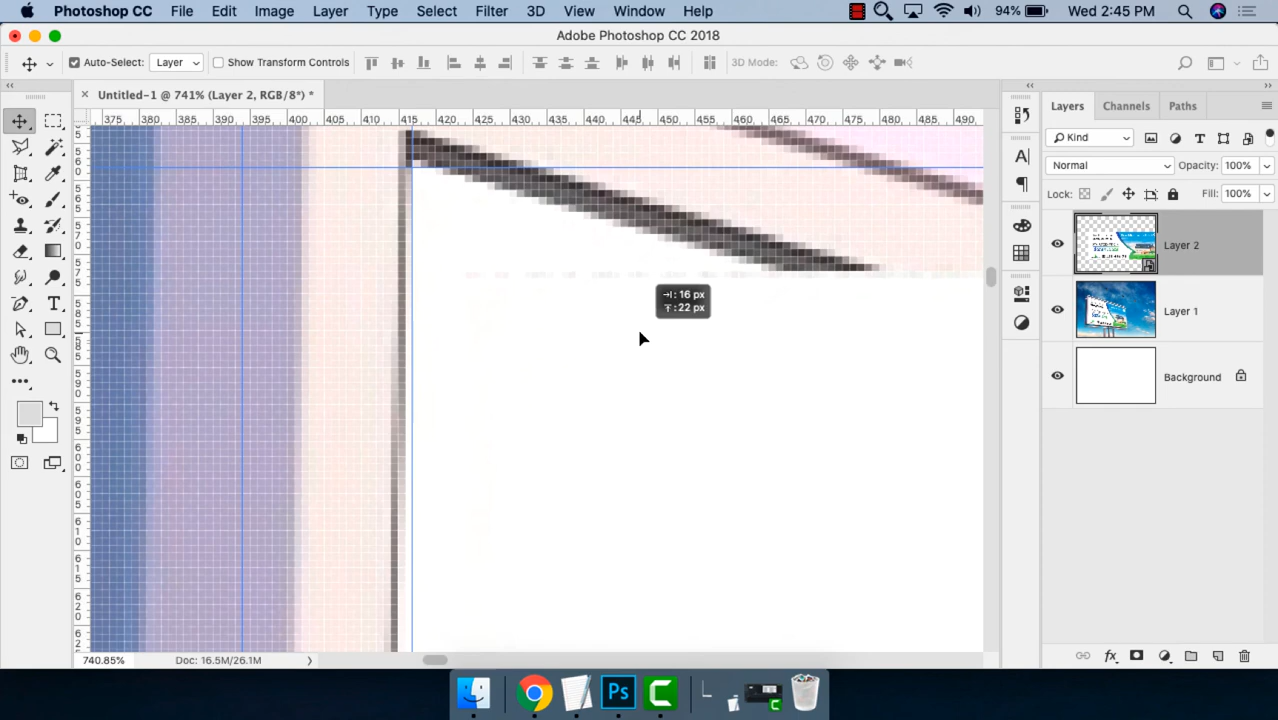 Photoshop CC File Edit Image Layer Type Select Filter 3D View Window Help 94% Wed 2:45 PM
Adobe Photoshop CC 2018
Auto-Select: Layer Show Transform Controls 3D Mode:
Untitled-1 @ 741% (Layer 2, RGB/8*) *
375 380 385 390 395 400 405 410 415 420 425 430 435 440 445 450 455 460 465 470 475 480 485 490
Layers Channels Paths
Kind
Normal Opacity: 100%
Lock: Fill: 100%
Layer 2
→: 16 px
22 px
Layer 1
Background
740.85% Doc: 16.5M/26.1M
Ps